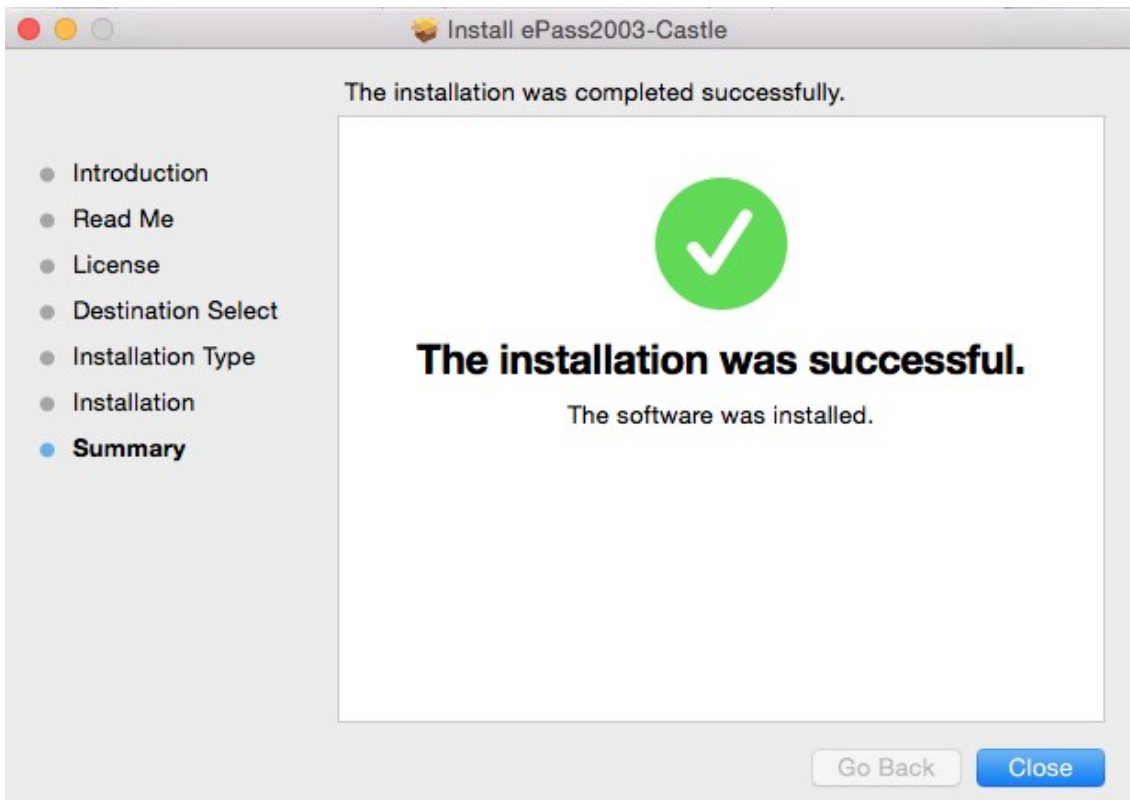 Install ePass2003-Castle
The installation was completed successfully.
Introduction
Read Me
License
Destination Select
Installation Type
Installation
Summary
The installation was successful.
The software was installed.
Go Back
Close